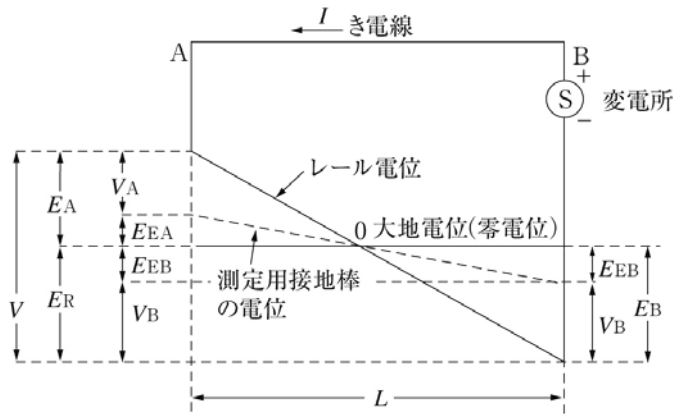 I き電線
A
B
+
S 変電所
−
レール電位
VA
EA
EEA
0 大地電位(零電位)
EEB
EEB
測定用接地棒
の電位
V
ER
VB
VB
EB
L